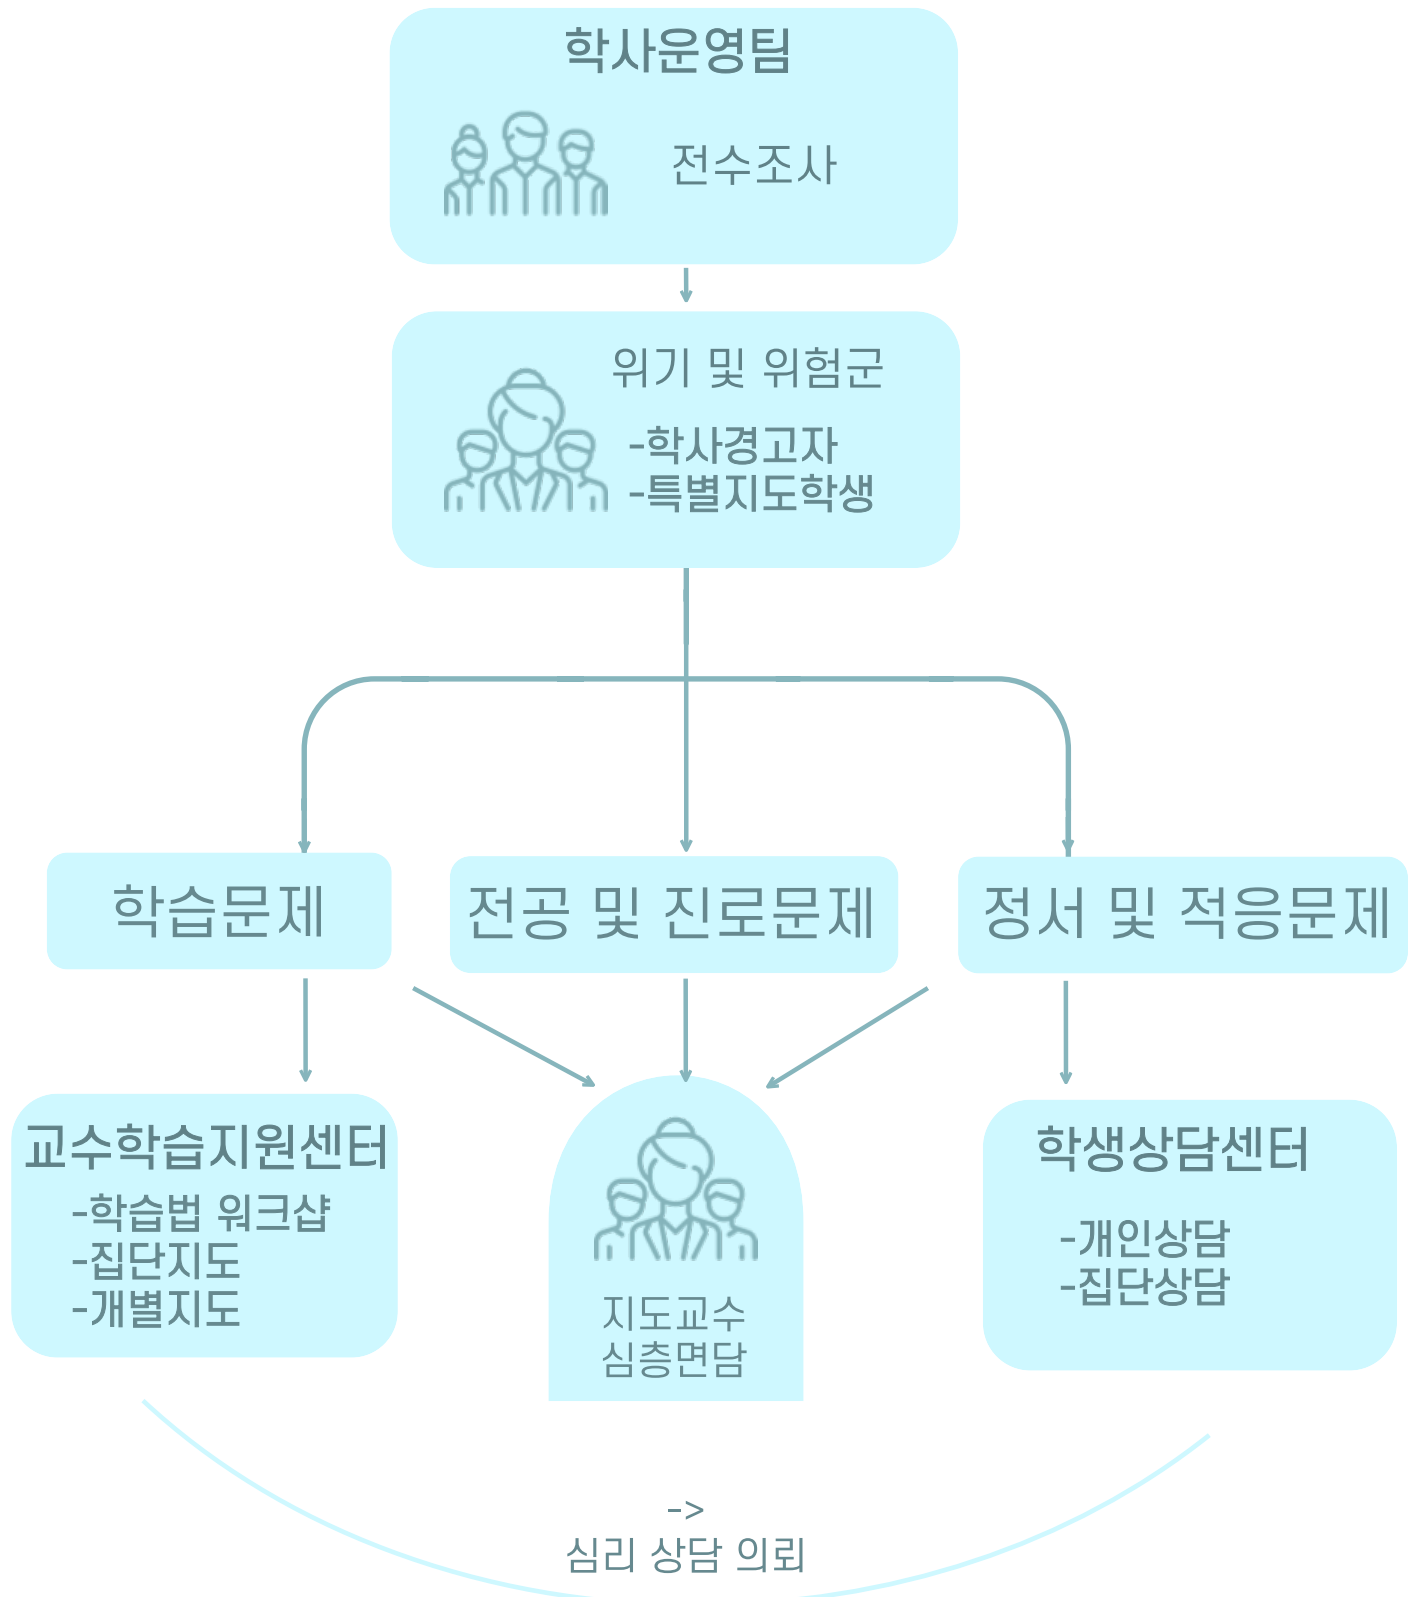 학사운영팀
전수조사
위기 및 위험군
-학사경고자
-특별지도학생
학습문제
전공 및 진로문제
정서 및 적응문제
교수학습지원센터
-학습법 워크샵
-집단지도
-개별지도
지도교수
심층면담
학생상담센터
-개인상담
-집단상담
->
심리 상담 의뢰